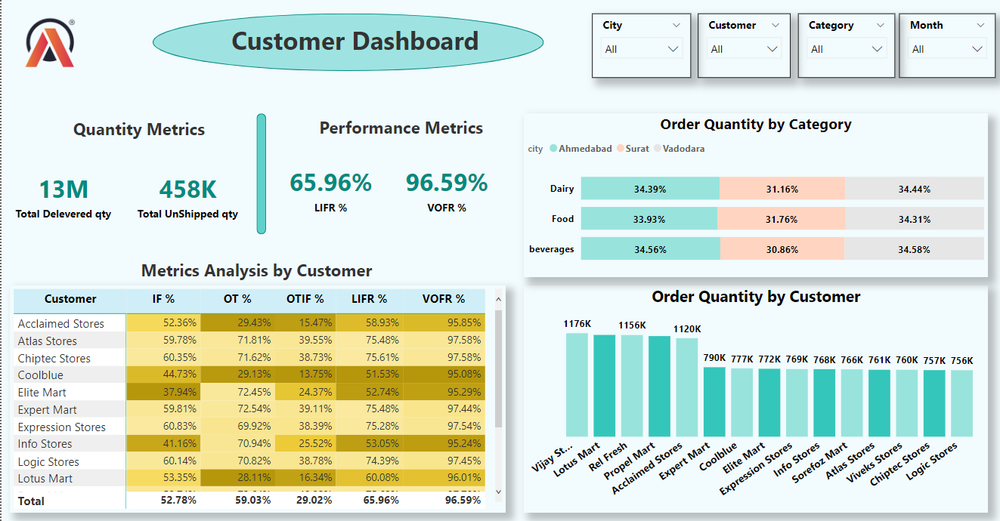 Customer Dashboard
City
All
Customer
All
Category
All
Month
All
Quantity Metrics
13M
Total Delevered qty
458K
Total UnShipped qty
Performance Metrics
65.96%
LIFR %
96.59%
VOFR %
Order Quantity by Category
city Ahmedabad Surat Vadodara
Dairy 34.39% 31.16% 34.44%
Food 33.93% 31.76% 34.31%
beverages 34.56% 30.86% 34.58%
Metrics Analysis by Customer
Customer IF % OT % OTIF % LIFR % VOFR %
Acclaimed Stores 52.36% 29.43% 15.47% 58.93% 95.85%
Atlas Stores 59.78% 71.81% 39.55% 75.48% 97.58%
Chiptec Stores 60.35% 71.62% 38.73% 75.61% 97.58%
Coolblue 44.73% 29.13% 13.75% 51.53% 95.08%
Elite Mart 37.94% 72.45% 24.37% 52.74% 95.29%
Expert Mart 59.81% 72.54% 39.11% 75.48% 97.44%
Expression Stores 60.83% 69.92% 38.39% 75.28% 97.54%
Info Stores 41.16% 70.94% 25.52% 53.05% 95.24%
Logic Stores 60.14% 70.82% 38.78% 74.39% 97.45%
Lotus Mart 53.35% 28.11% 16.34% 60.08% 96.01%
Total 52.78% 59.03% 29.02% 65.96% 96.59%
Order Quantity by Customer
1176K 1156K 1120K 790K 777K 772K 769K 768K 766K 761K 760K 757K 756K
Vijay St...
Lotus Mart
Rel Fresh
Propel Mart
Acclaimed Stores
Expert Mart
Coolblue
Elite Mart
Expression Stores
Info Stores
Sorefoz Mart
Atlas Stores
Viveks Stores
Chiptec Stores
Logic Stores